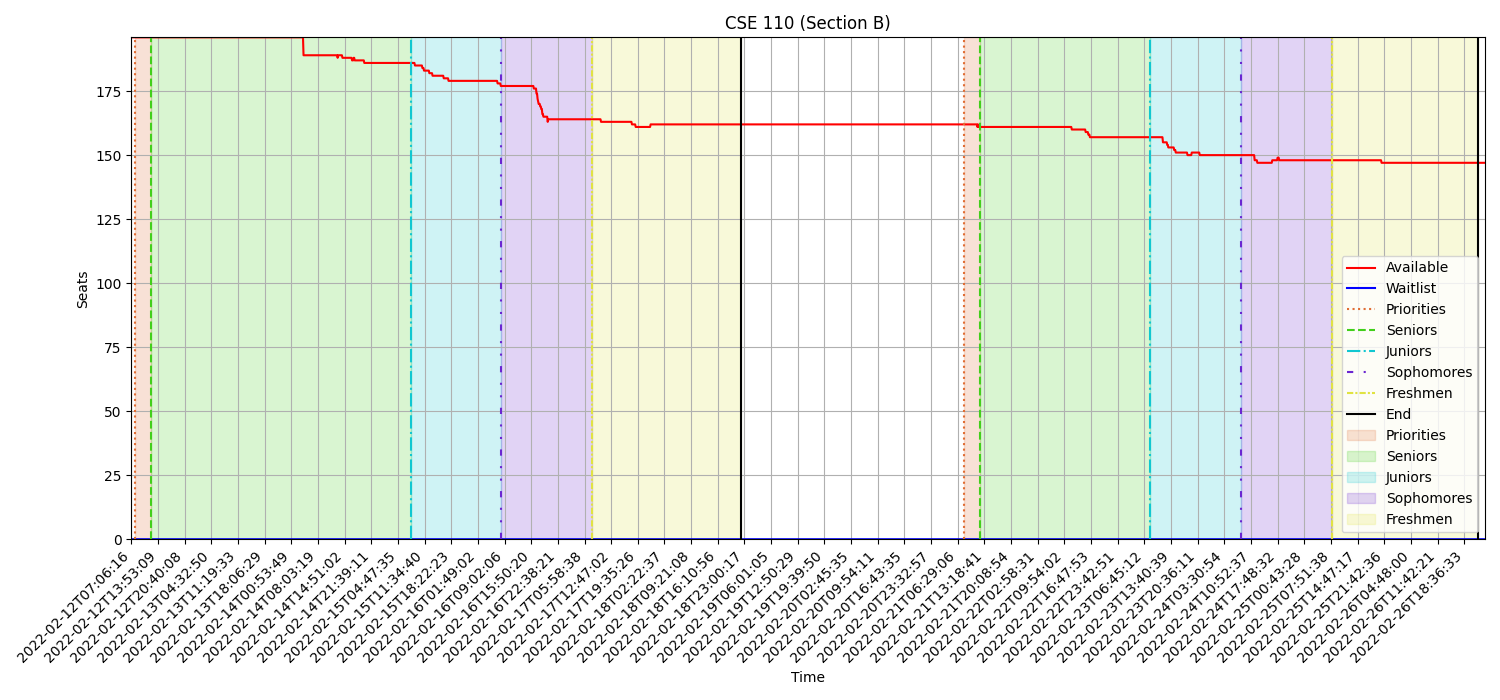 CSE 110 (Section B)
Seats
175
150
125
100
75
50
25
0
Available
Waitlist
Priorities
Seniors
Juniors
Sophomores
Freshmen
End
Priorities
Seniors
Juniors
Sophomores
Freshmen
2022-02-12T07:06:16
2022-02-12T13:53:09
2022-02-12T20:40:08
2022-02-13T04:32:50
2022-02-13T11:19:33
2022-02-13T18:06:29
2022-02-14T00:53:49
2022-02-14T08:03:19
2022-02-14T14:51:02
2022-02-14T21:39:11
2022-02-15T04:47:35
2022-02-15T11:34:40
2022-02-15T18:22:23
2022-02-16T01:49:02
2022-02-16T09:02:06
2022-02-16T15:50:20
2022-02-16T22:38:21
2022-02-17T05:58:38
2022-02-17T12:47:02
2022-02-17T19:35:26
2022-02-18T02:22:37
2022-02-18T09:21:08
2022-02-18T16:10:56
2022-02-18T23:00:17
2022-02-19T06:01:05
2022-02-19T12:50:29
2022-02-19T19:39:50
2022-02-20T02:45:35
2022-02-20T09:54:11
2022-02-20T16:43:35
2022-02-20T23:32:57
2022-02-21T06:29:06
2022-02-21T13:18:41
2022-02-21T20:08:54
2022-02-22T02:58:31
2022-02-22T09:54:02
2022-02-22T16:47:53
2022-02-22T23:42:51
2022-02-23T06:45:12
2022-02-23T13:40:39
2022-02-23T20:36:11
2022-02-24T03:30:54
2022-02-24T10:52:37
2022-02-24T17:48:32
2022-02-25T00:43:28
2022-02-25T07:51:38
2022-02-25T14:47:17
2022-02-25T21:42:36
2022-02-26T04:48:00
2022-02-26T11:42:21
2022-02-26T18:36:33
Time